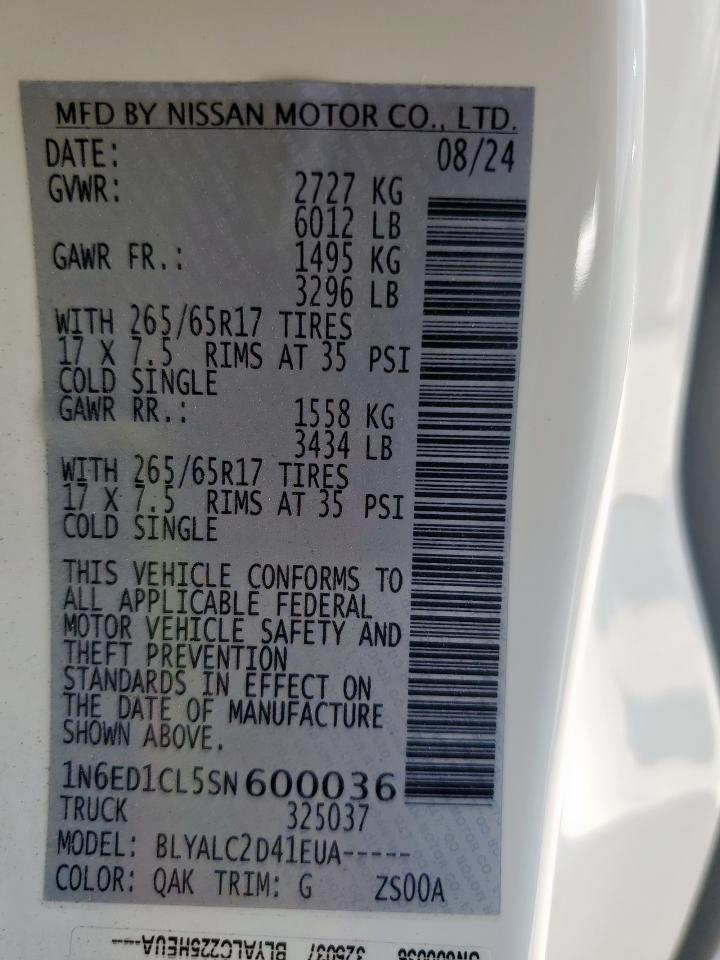 MFD BY NISSAN MOTOR CO., LTD.
DATE: 08/24
GVWR: 2727 KG
6012 LB
GAWR FR.: 1495 KG
3296 LB
WITH 265/65R17 TIRES
17 X 7.5 RIMS AT 35 PSI
COLD SINGLE
GAWR RR.: 1558 KG
3434 LB
WITH 265/65R17 TIRES
17 X 7.5 RIMS AT 35 PSI
COLD SINGLE
THIS VEHICLE CONFORMS TO
ALL APPLICABLE FEDERAL
MOTOR VEHICLE SAFETY AND
THEFT PREVENTION
STANDARDS IN EFFECT ON
THE DATE OF MANUFACTURE
SHOWN ABOVE.
1N6ED1CL5SN600036
TRUCK 325037
MODEL: BLYALC2D41EUA-----
COLOR: QAK TRIM: G ZS00A
SN600036 325037 BLYALC225HEUA-----